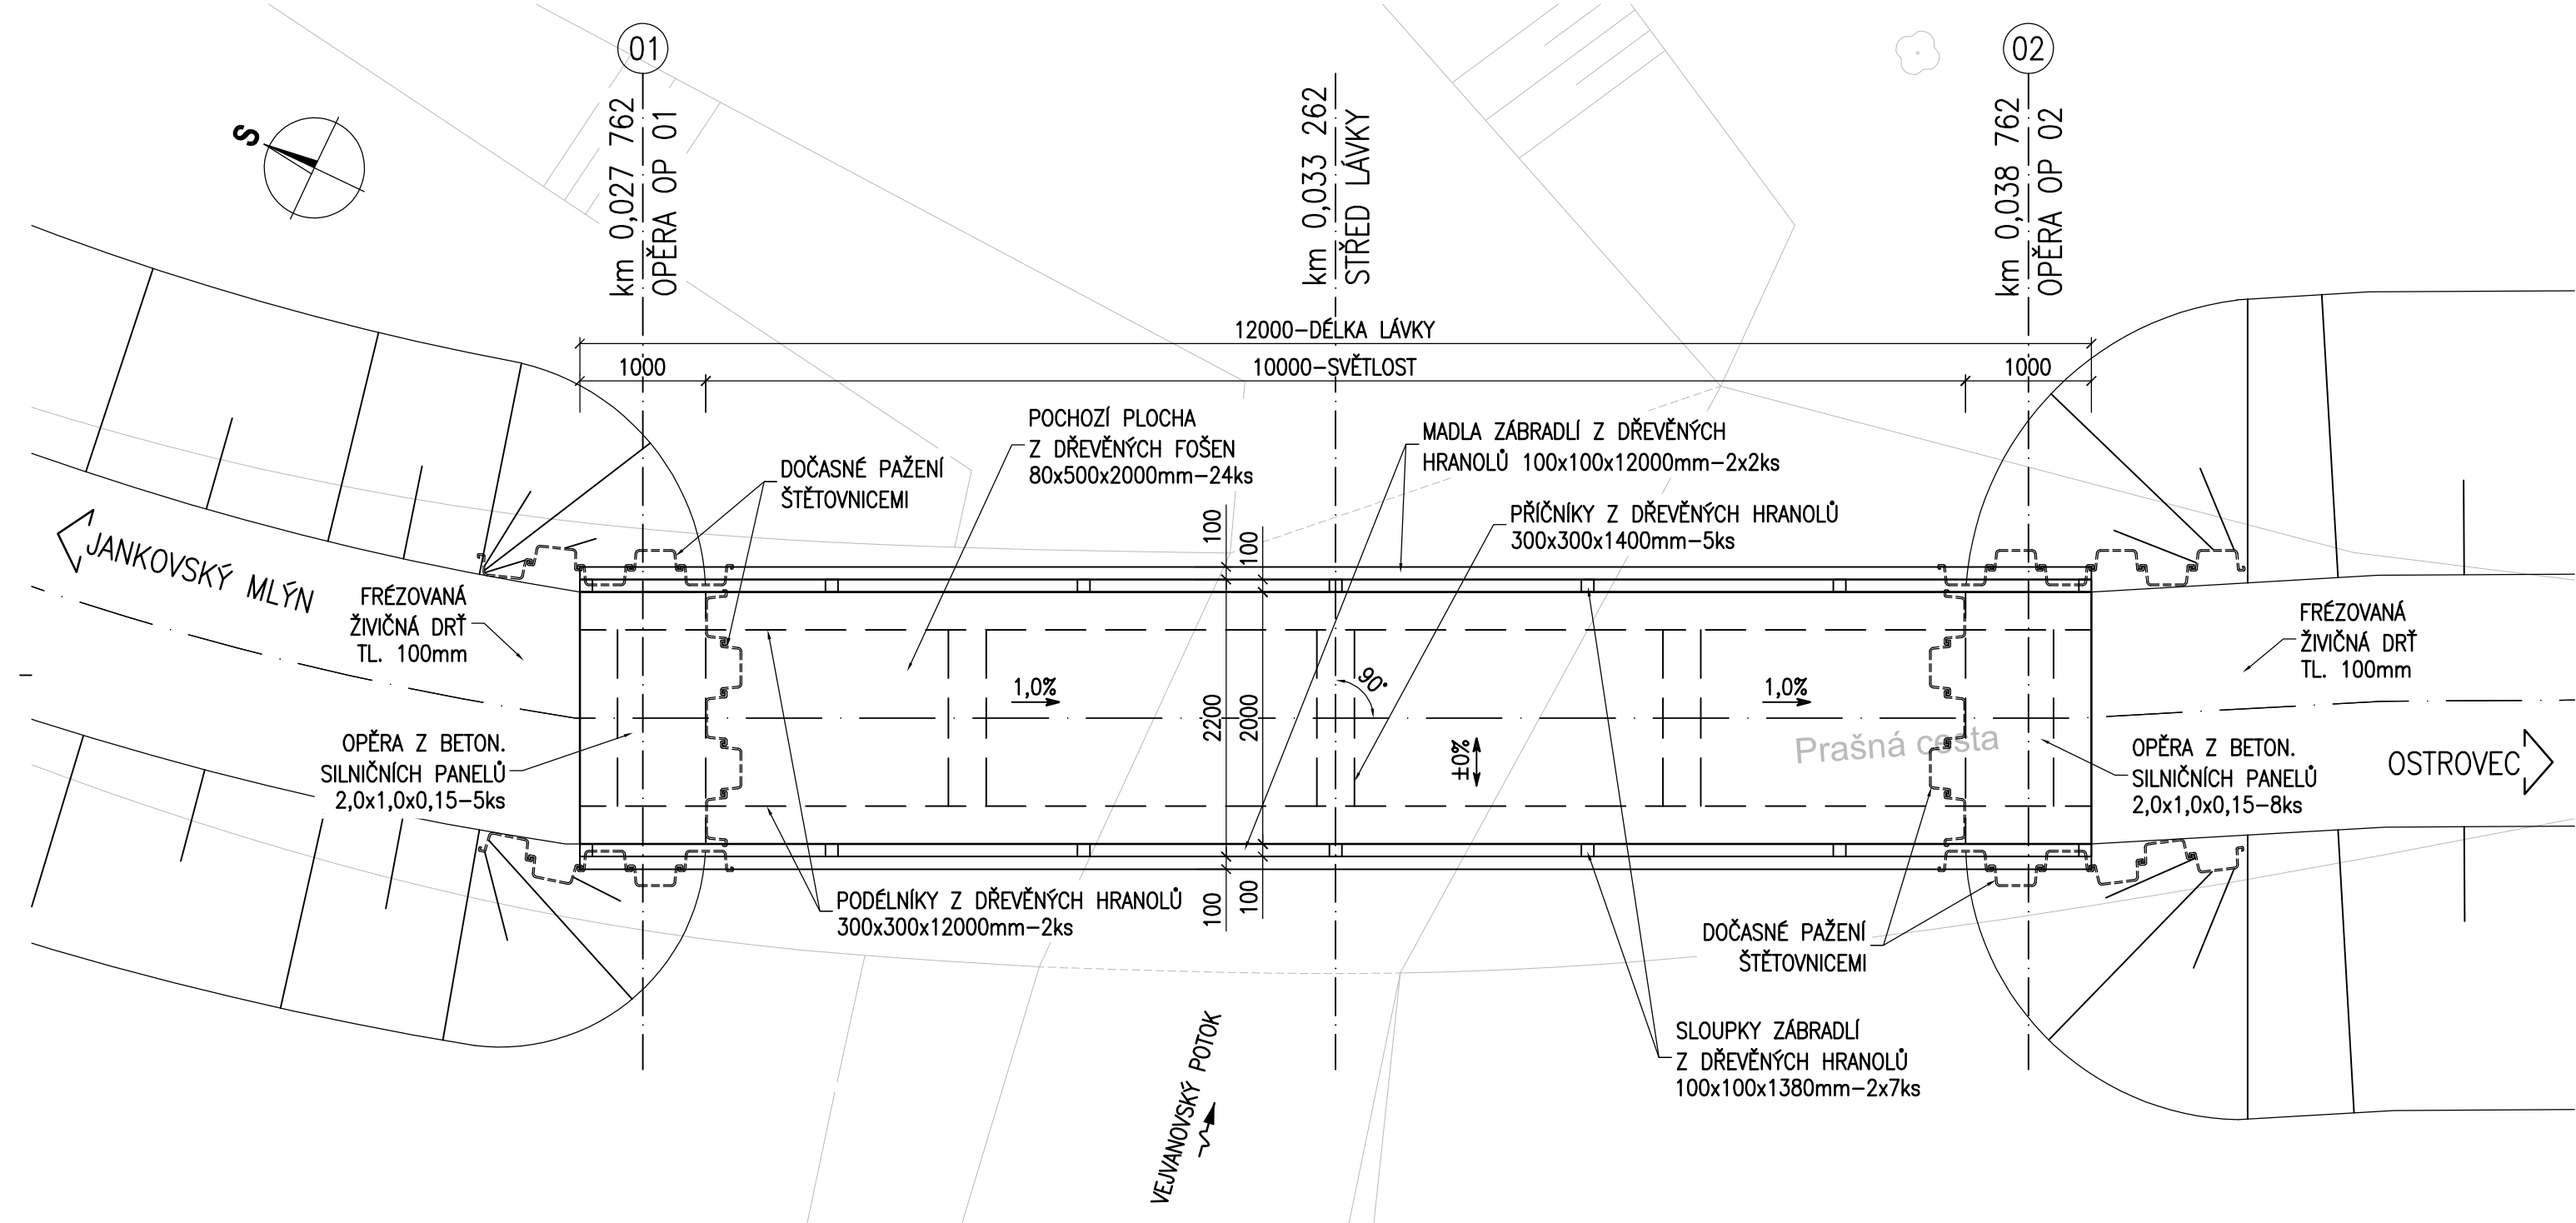 01
02
S
km 0,027 762
OPĚRA OP 01
km 0,033 262
STŘED LÁVKY
km 0,038 762
OPĚRA OP 02
12000-DÉLKA LÁVKY
1000
10000-SVĚTLOST
1000
POCHOZÍ PLOCHA
Z DŘEVĚNÝCH FOŠEN
80x500x2000mm-24ks
MADLA ZÁBRADLÍ Z DŘEVĚNÝCH
HRANOLŮ 100x100x12000mm-2x2ks
DOČASNÉ PAŽENÍ
ŠTĚTOVNICEMI
PŘÍČNÍKY Z DŘEVĚNÝCH HRANOLŮ
300x300x1400mm-5ks
100
100
JANKOVSKÝ MLÝN
FRÉZOVANÁ
ŽIVIČNÁ DRŤ
TL. 100mm
FRÉZOVANÁ
ŽIVIČNÁ DRŤ
TL. 100mm
1,0%
90°
1,0%
2200
2000
±0%
Prašná cesta
OPĚRA Z BETON.
SILNIČNÍCH PANELŮ
2,0x1,0x0,15-5ks
OPĚRA Z BETON.
SILNIČNÍCH PANELŮ
2,0x1,0x0,15-8ks
OSTROVEC
PODÉLNÍKY Z DŘEVĚNÝCH HRANOLŮ
300x300x12000mm-2ks
100
100
DOČASNÉ PAŽENÍ
ŠTĚTOVNICEMI
SLOUPKY ZÁBRADLÍ
Z DŘEVĚNÝCH HRANOLŮ
100x100x1380mm-2x7ks
VEJVANOVSKÝ POTOK